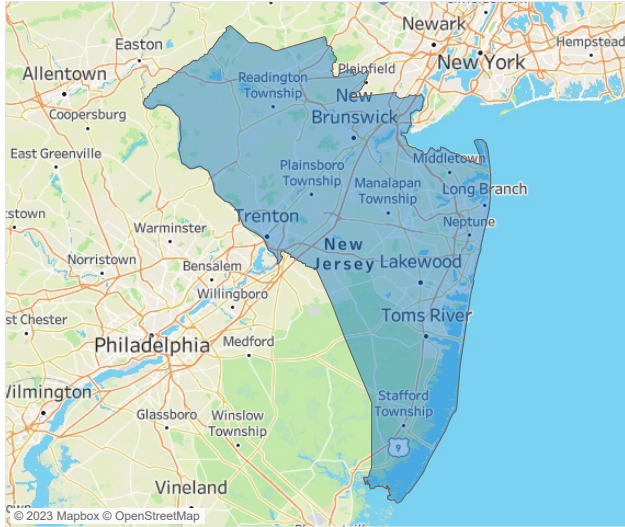 Newark
Easton
Hempstead
New York
Plainfield
Allentown
Readington
Township
New
Brunswick
Coopersburg
East Greenville
Middletown
Plainsboro
Township
Manalapan
Township
Long Branch
tstown
Trenton
Neptune
Warminster
New
Jersey
Lakewood
Norristown
Bensalem
Willingboro
st Chester
Toms River
Philadelphia
Medford
Wilmington
Stafford
Township
Glassboro
Winslow
Township
9
Vineland
© 2023 Mapbox © OpenStreetMap